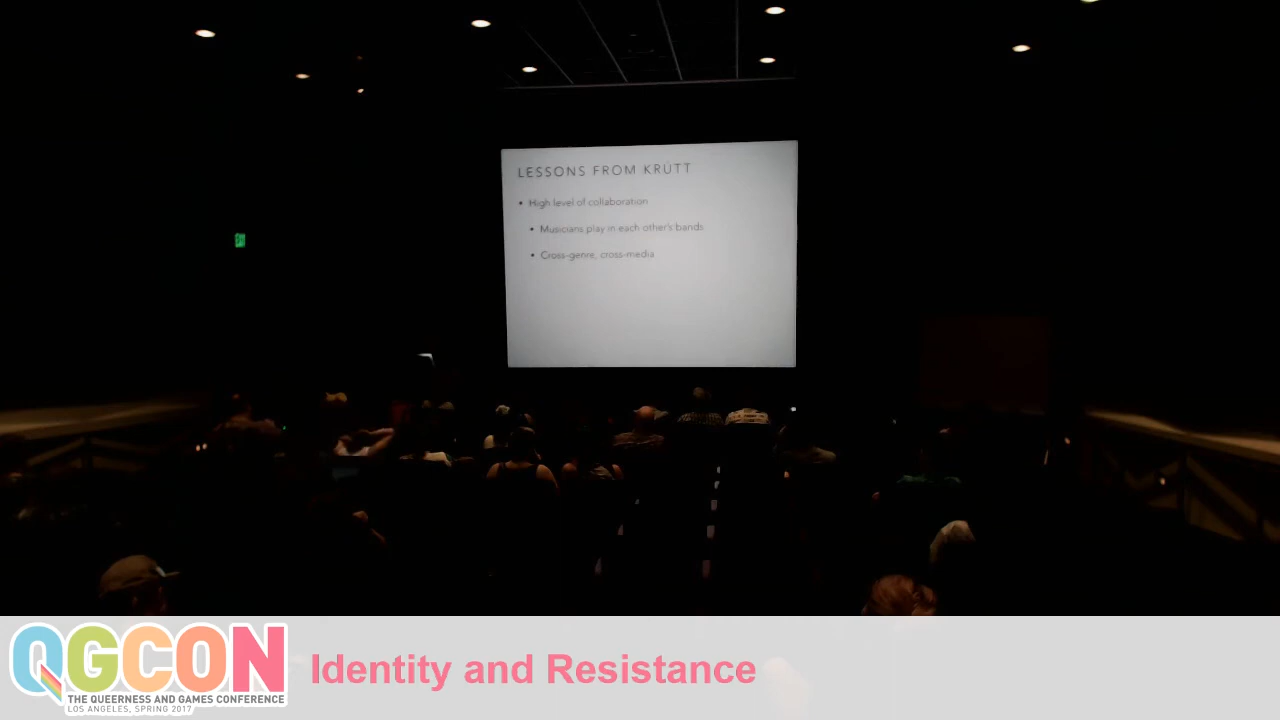 LESSONS FROM KRÜTT
• High level of collaboration
• Musicians play in each other's bands
• Cross-genre, cross-media
QGCON
THE QUEERNESS AND GAMES CONFERENCE
LOS ANGELES, SPRING 2017
Identity and Resistance